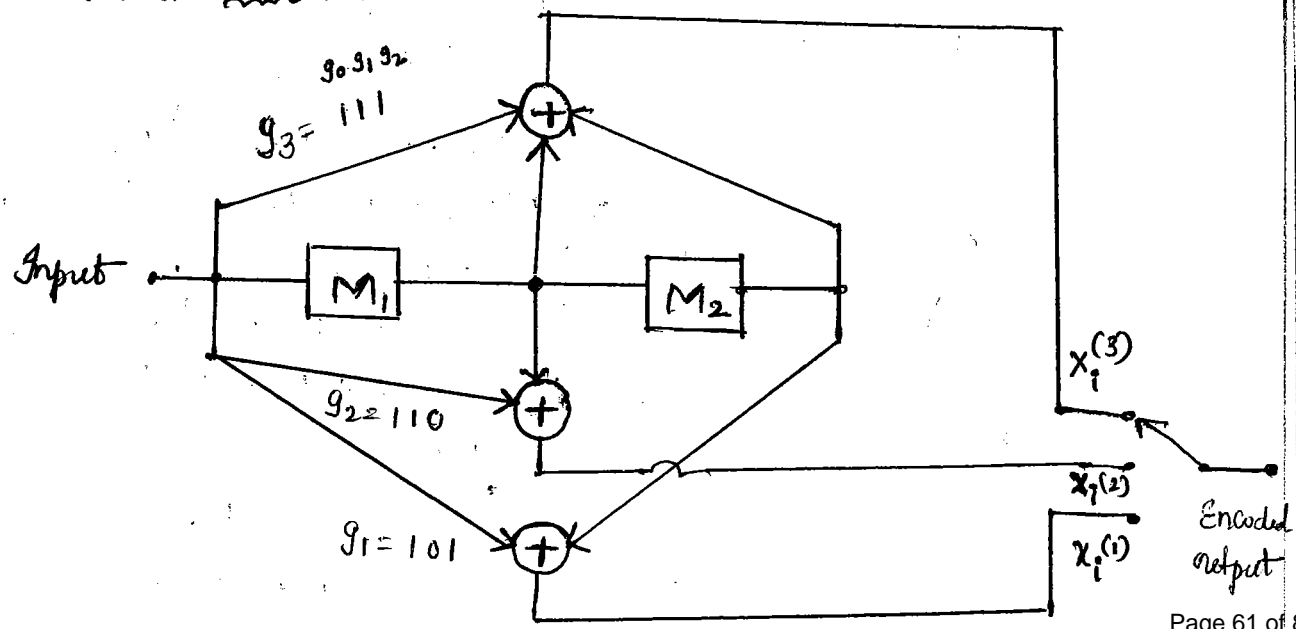 g0 g1 g2
g3 = 111
Input
M1
M2
g2 = 110
g1 = 101
+
+
+
Xi(3)
Xi(2)
Xi(1)
Encoded
output
Page 61 of 8